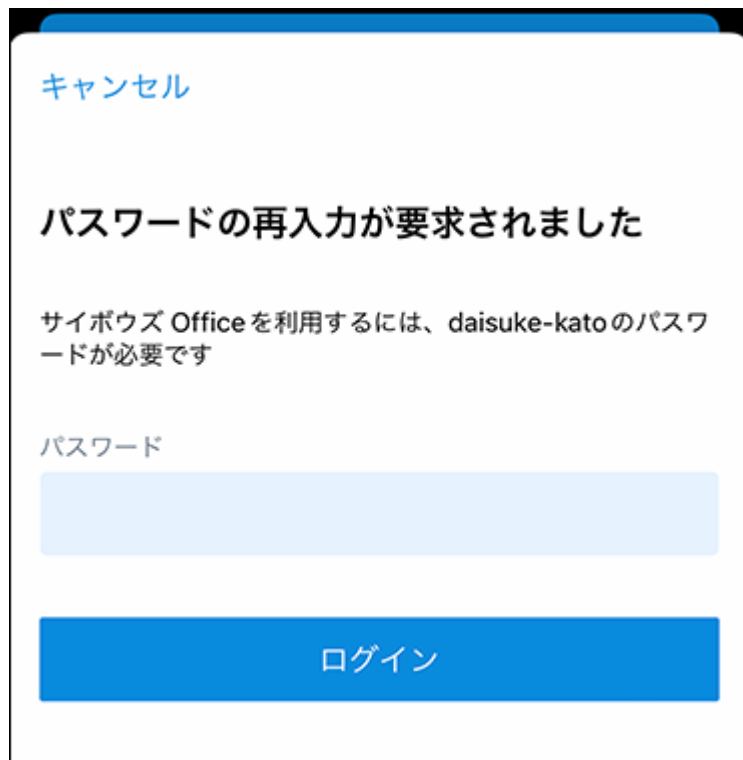 キャンセル
パスワードの再入力が要求されました
サイボウズ Officeを利用するには、daisuke-katoのパスワ
ードが必要です
パスワード
ログイン